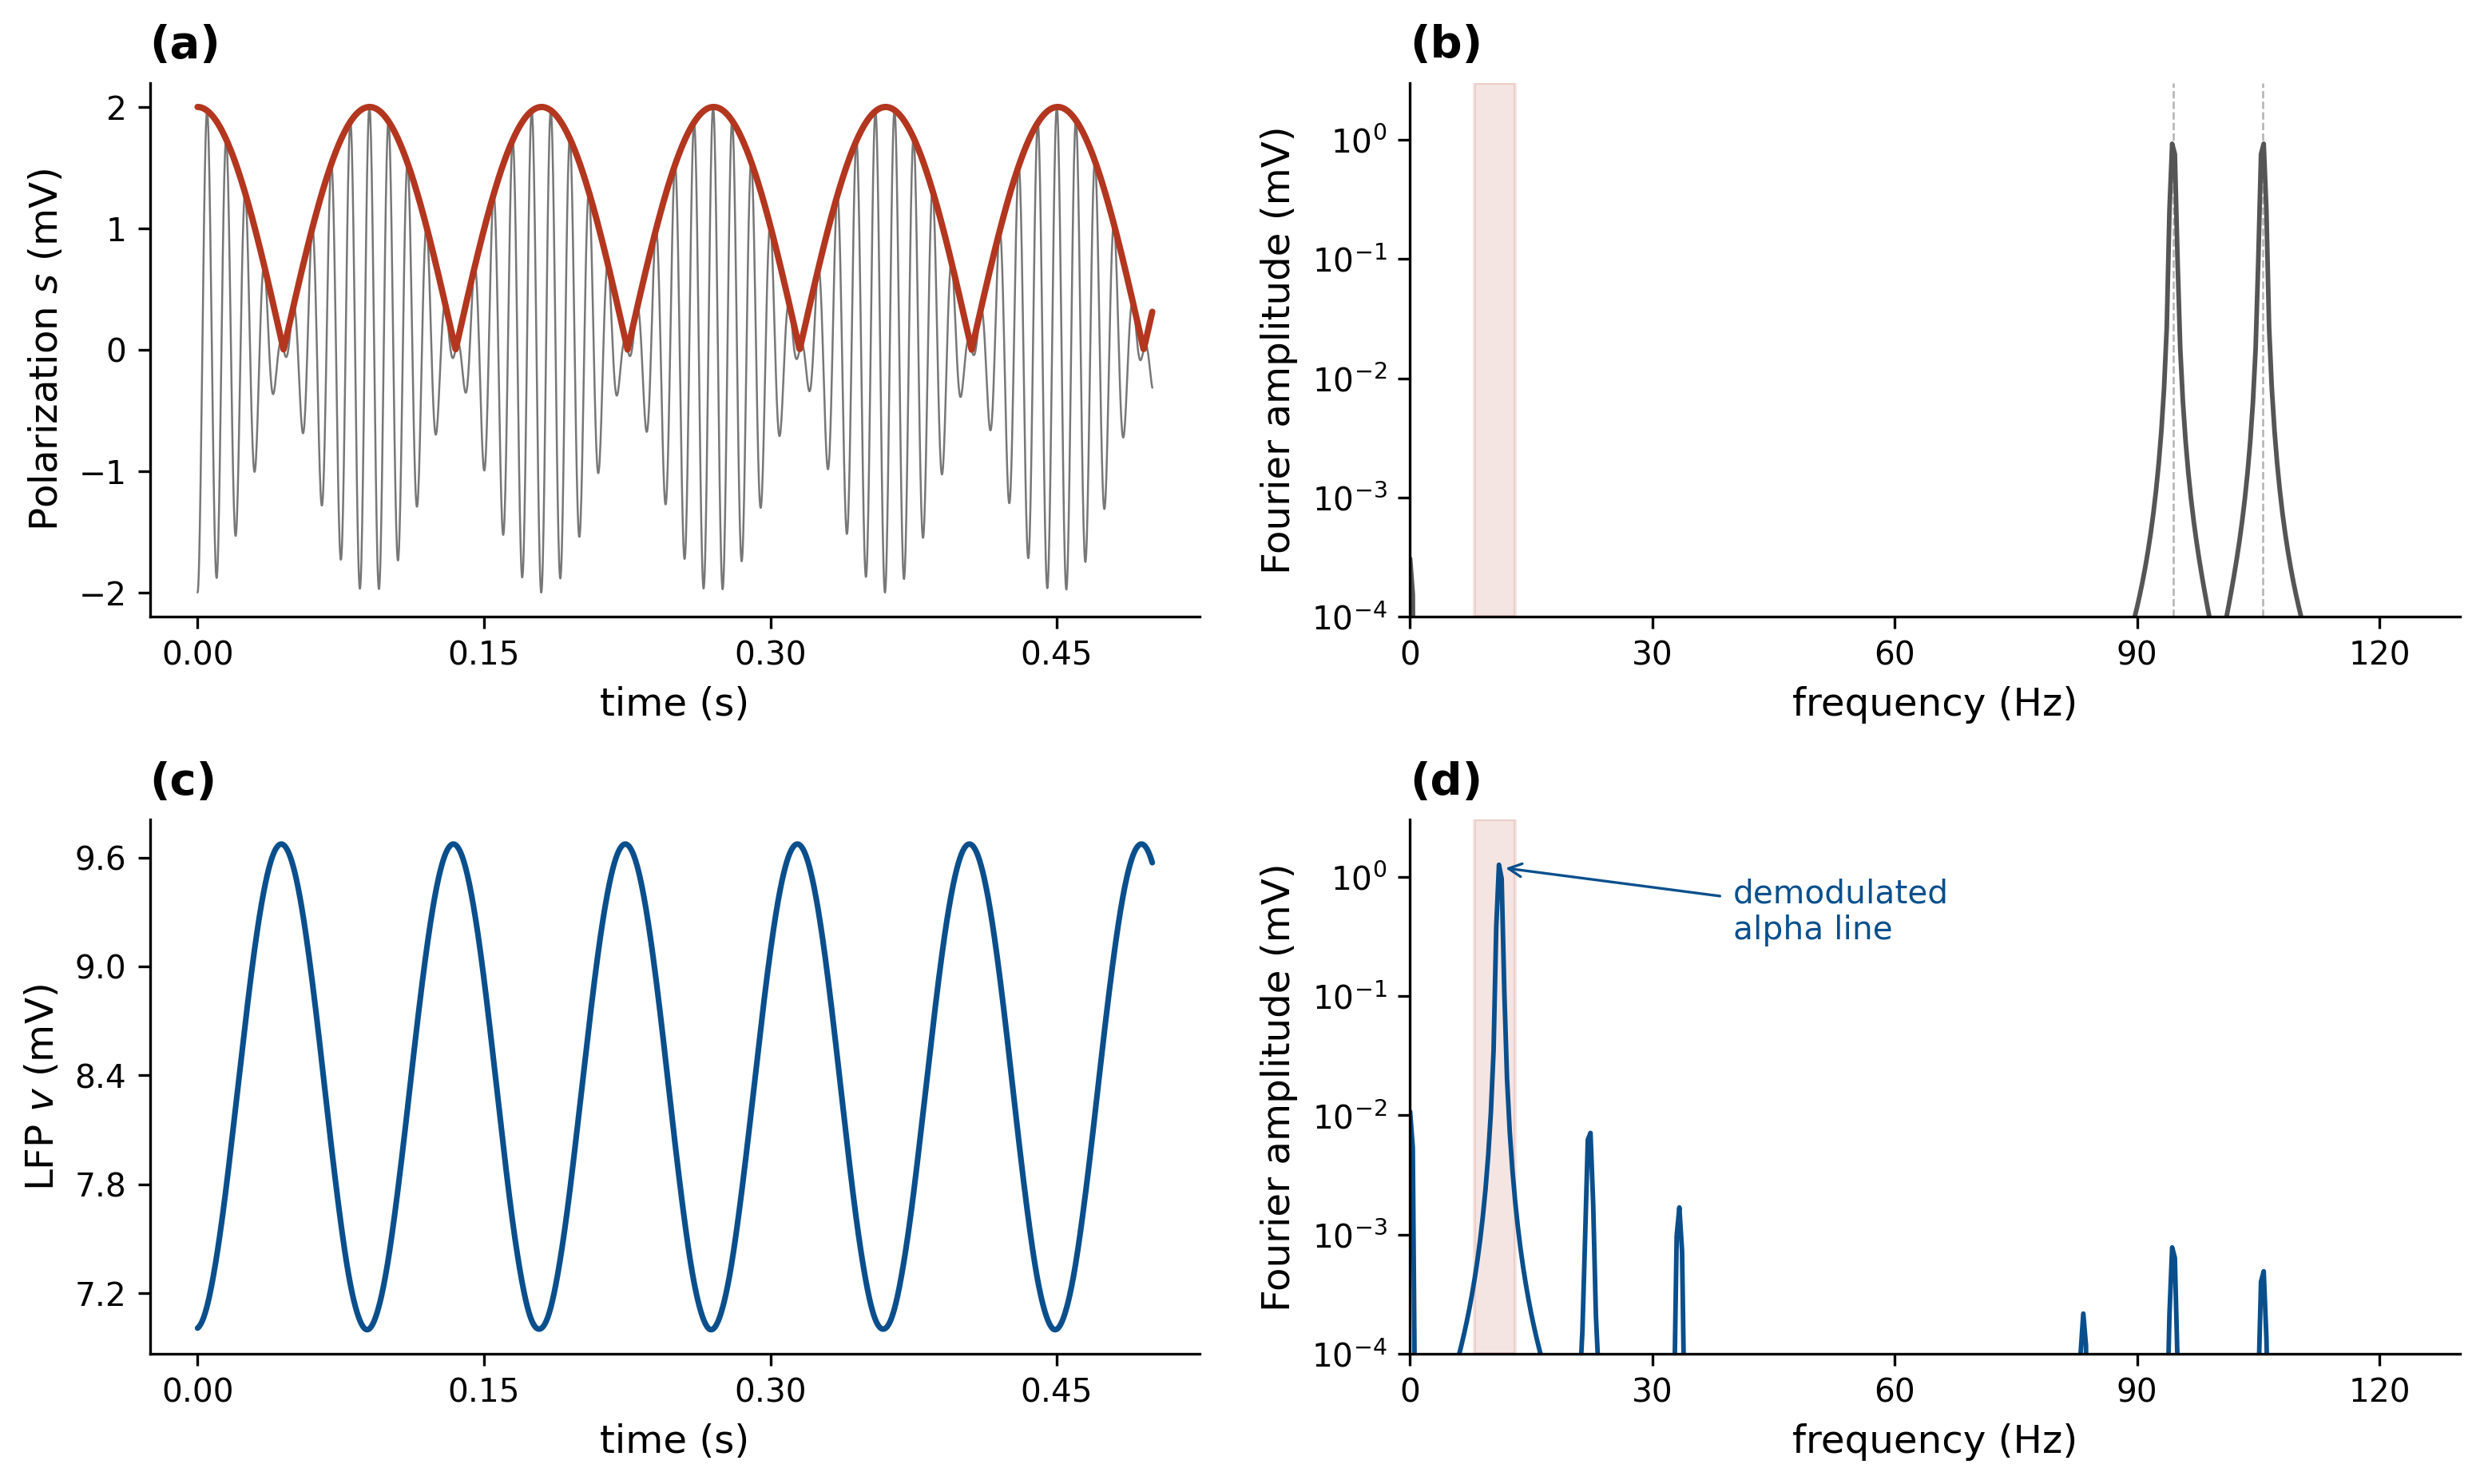 (a)
Polarization s (mV)
2
1
0
−1
−2
0.00 0.15 0.30 0.45
time (s)
(b)
Fourier amplitude (mV)
10⁰
10⁻¹
10⁻²
10⁻³
10⁻⁴
0 30 60 90 120
frequency (Hz)
(c)
LFP v (mV)
9.6
9.0
8.4
7.8
7.2
0.00 0.15 0.30 0.45
time (s)
(d)
Fourier amplitude (mV)
10⁰
10⁻¹
10⁻²
10⁻³
10⁻⁴
demodulated
alpha line
0 30 60 90 120
frequency (Hz)